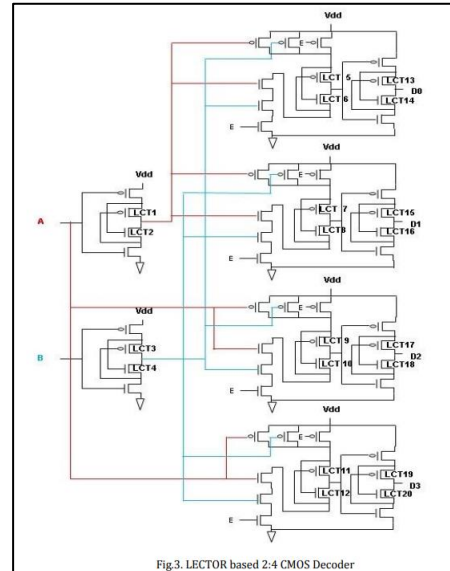 Vdd
E
LCT 5
LCT 6
LCT13
LCT14
D0
E
Vdd
Vdd
E
LCT1
LCT2
LCT 7
LCT8
LCT15
LCT16
D1
A
E
Vdd
Vdd
E
LCT3
LCT4
LCT 9
LCT 10
LCT17
LCT18
D2
B
E
Vdd
E
LCT11
LCT12
LCT19
LCT20
D3
E
Fig.3. LECTOR based 2:4 CMOS Decoder